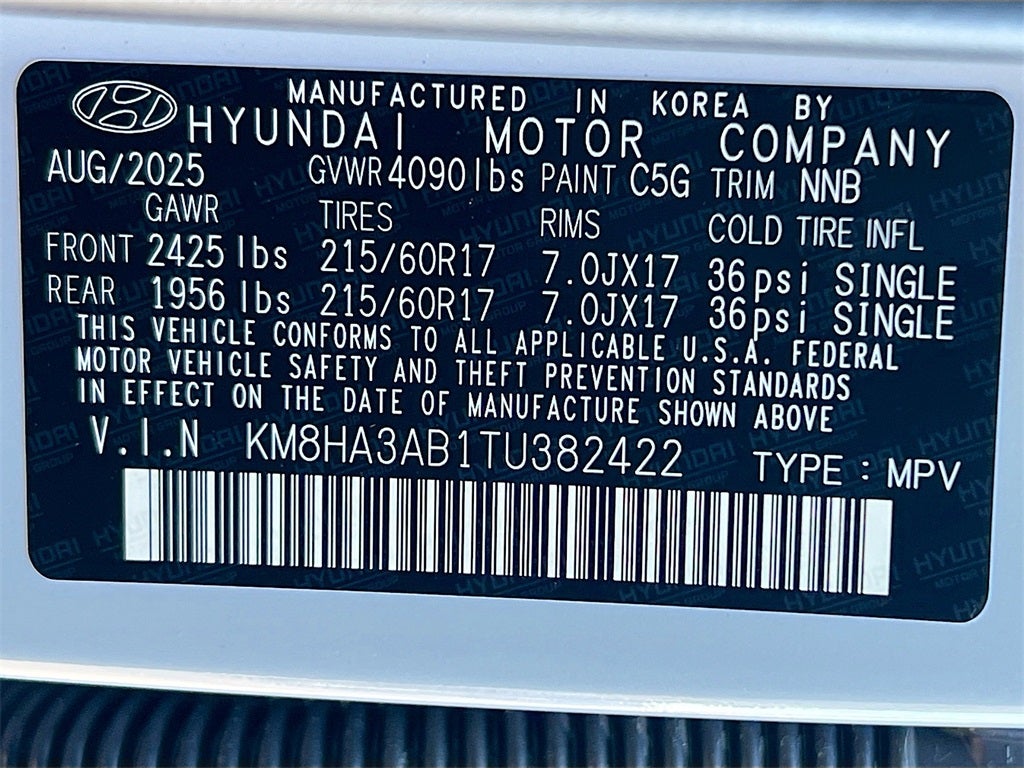 MANUFACTURED IN KOREA BY
HYUNDAI MOTOR COMPANY
AUG/2025 GVWR 4090 lbs PAINT C5G TRIM NNB
GAWR TIRES RIMS COLD TIRE INFL
FRONT 2425 lbs 215/60R17 7.0JX17 36psi SINGLE
REAR 1956 lbs 215/60R17 7.0JX17 36psi SINGLE
THIS VEHICLE CONFORMS TO ALL APPLICABLE U.S.A. FEDERAL
MOTOR VEHICLE SAFETY AND THEFT PREVENTION STANDARDS
IN EFFECT ON THE DATE OF MANUFACTURE SHOWN ABOVE
V.I.N KM8HA3AB1TU382422 TYPE : MPV